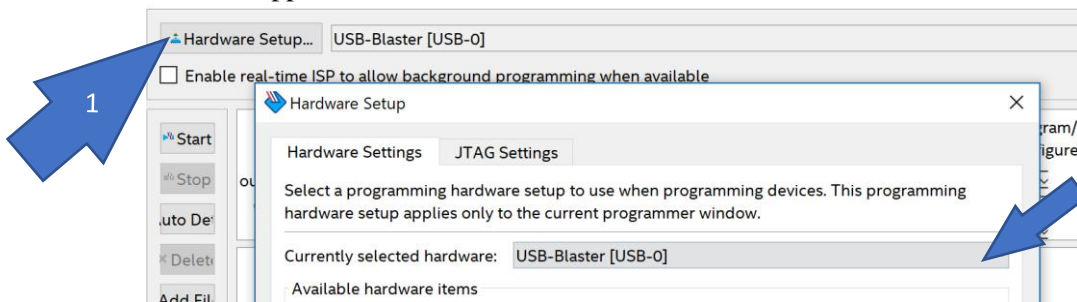 Hardware Setup... USB-Blaster [USB-0]
Enable real-time ISP to allow background programming when available
1
Hardware Setup
Start
Hardware Settings JTAG Settings
Stop
Select a programming hardware setup to use when programming devices. This programming
hardware setup applies only to the current programmer window.
Currently selected hardware: USB-Blaster [USB-0]
Available hardware items